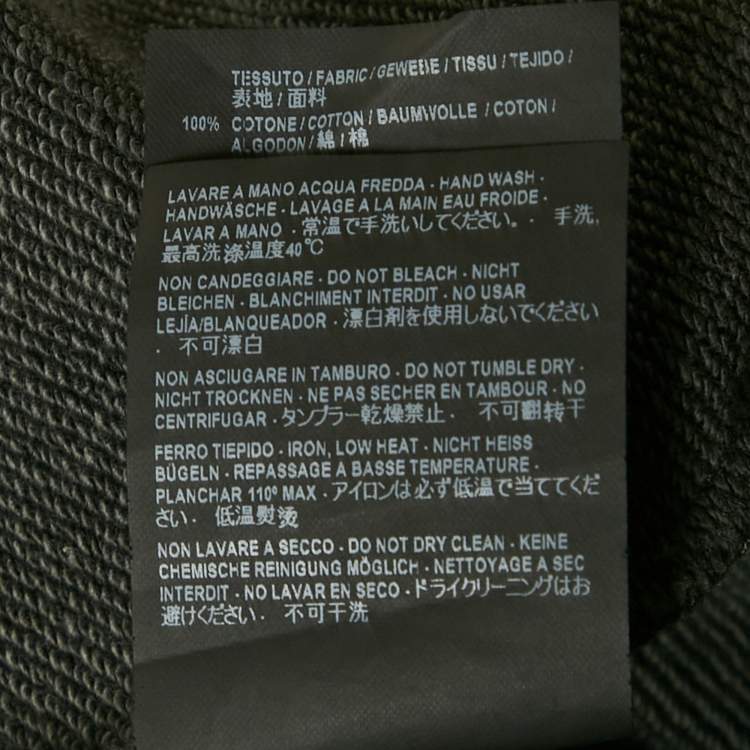 TESSUTO / FABRIC / GEWEBE / TISSU / TEJIDO /
表地 / 面料
100% COTONE / COTTON / BAUMWOLLE / COTON /
ALGODON / 綿 / 棉
LAVARE A MANO ACQUA FREDDA - HAND WASH -
HANDWÄSCHE - LAVAGE A LA MAIN EAU FROIDE -
LAVAR A MANO - 常温で手洗いしてください。 - 手洗,
最高洗涤温度40℃
NON CANDEGGIARE - DO NOT BLEACH - NICHT
BLEICHEN - BLANCHIMENT INTERDIT - NO USAR
LEJÍA/BLANQUEADOR - 漂白剤を使用しないでください
- 不可漂白
NON ASCIUGARE IN TAMBURO - DO NOT TUMBLE DRY -
NICHT TROCKNEN - NE PAS SECHER EN TAMBOUR - NO
CENTRIFUGAR - タンブラー乾燥禁止 - 不可翻转干
FERRO TIEPIDO - IRON, LOW HEAT - NICHT HEISS
BÜGELN - REPASSAGE A BASSE TEMPERATURE -
PLANCHAR 110º MAX - アイロンは必ず低温で当ててくだ
さい - 低温熨烫
NON LAVARE A SECCO - DO NOT DRY CLEAN - KEINE
CHEMISCHE REINIGUNG MÖGLICH - NETTOYAGE A SEC
INTERDIT - NO LAVAR EN SECO - ドライクリーニングはお
避けください - 不可干洗